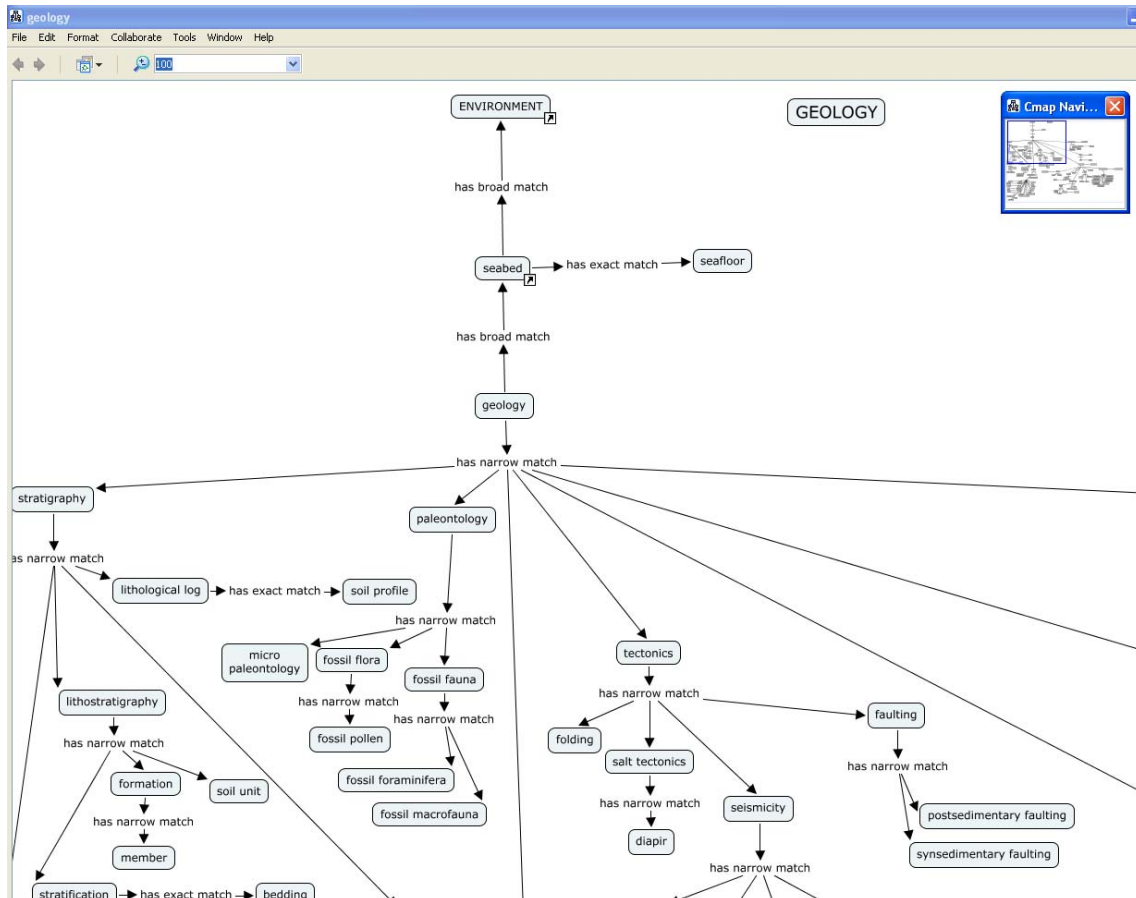 geology
File Edit Format Collaborate Tools Window Help
100
ENVIRONMENT
GEOLOGY
Cmap Navi...
has broad match
seabed
has exact match
seafloor
has broad match
geology
has narrow match
stratigraphy
paleontology
as narrow match
lithological log
has exact match
soil profile
has narrow match
tectonics
micro
paleontology
fossil flora
fossil fauna
has narrow match
lithostratigraphy
has narrow match
has narrow match
faulting
has narrow match
fossil pollen
folding
salt tectonics
has narrow match
formation
soil unit
fossil foraminifera
has narrow match
seismicity
fossil macrofauna
postsedimentary faulting
has narrow match
diapir
synsedimentary faulting
member
has narrow match
stratification
has exact match
bedding